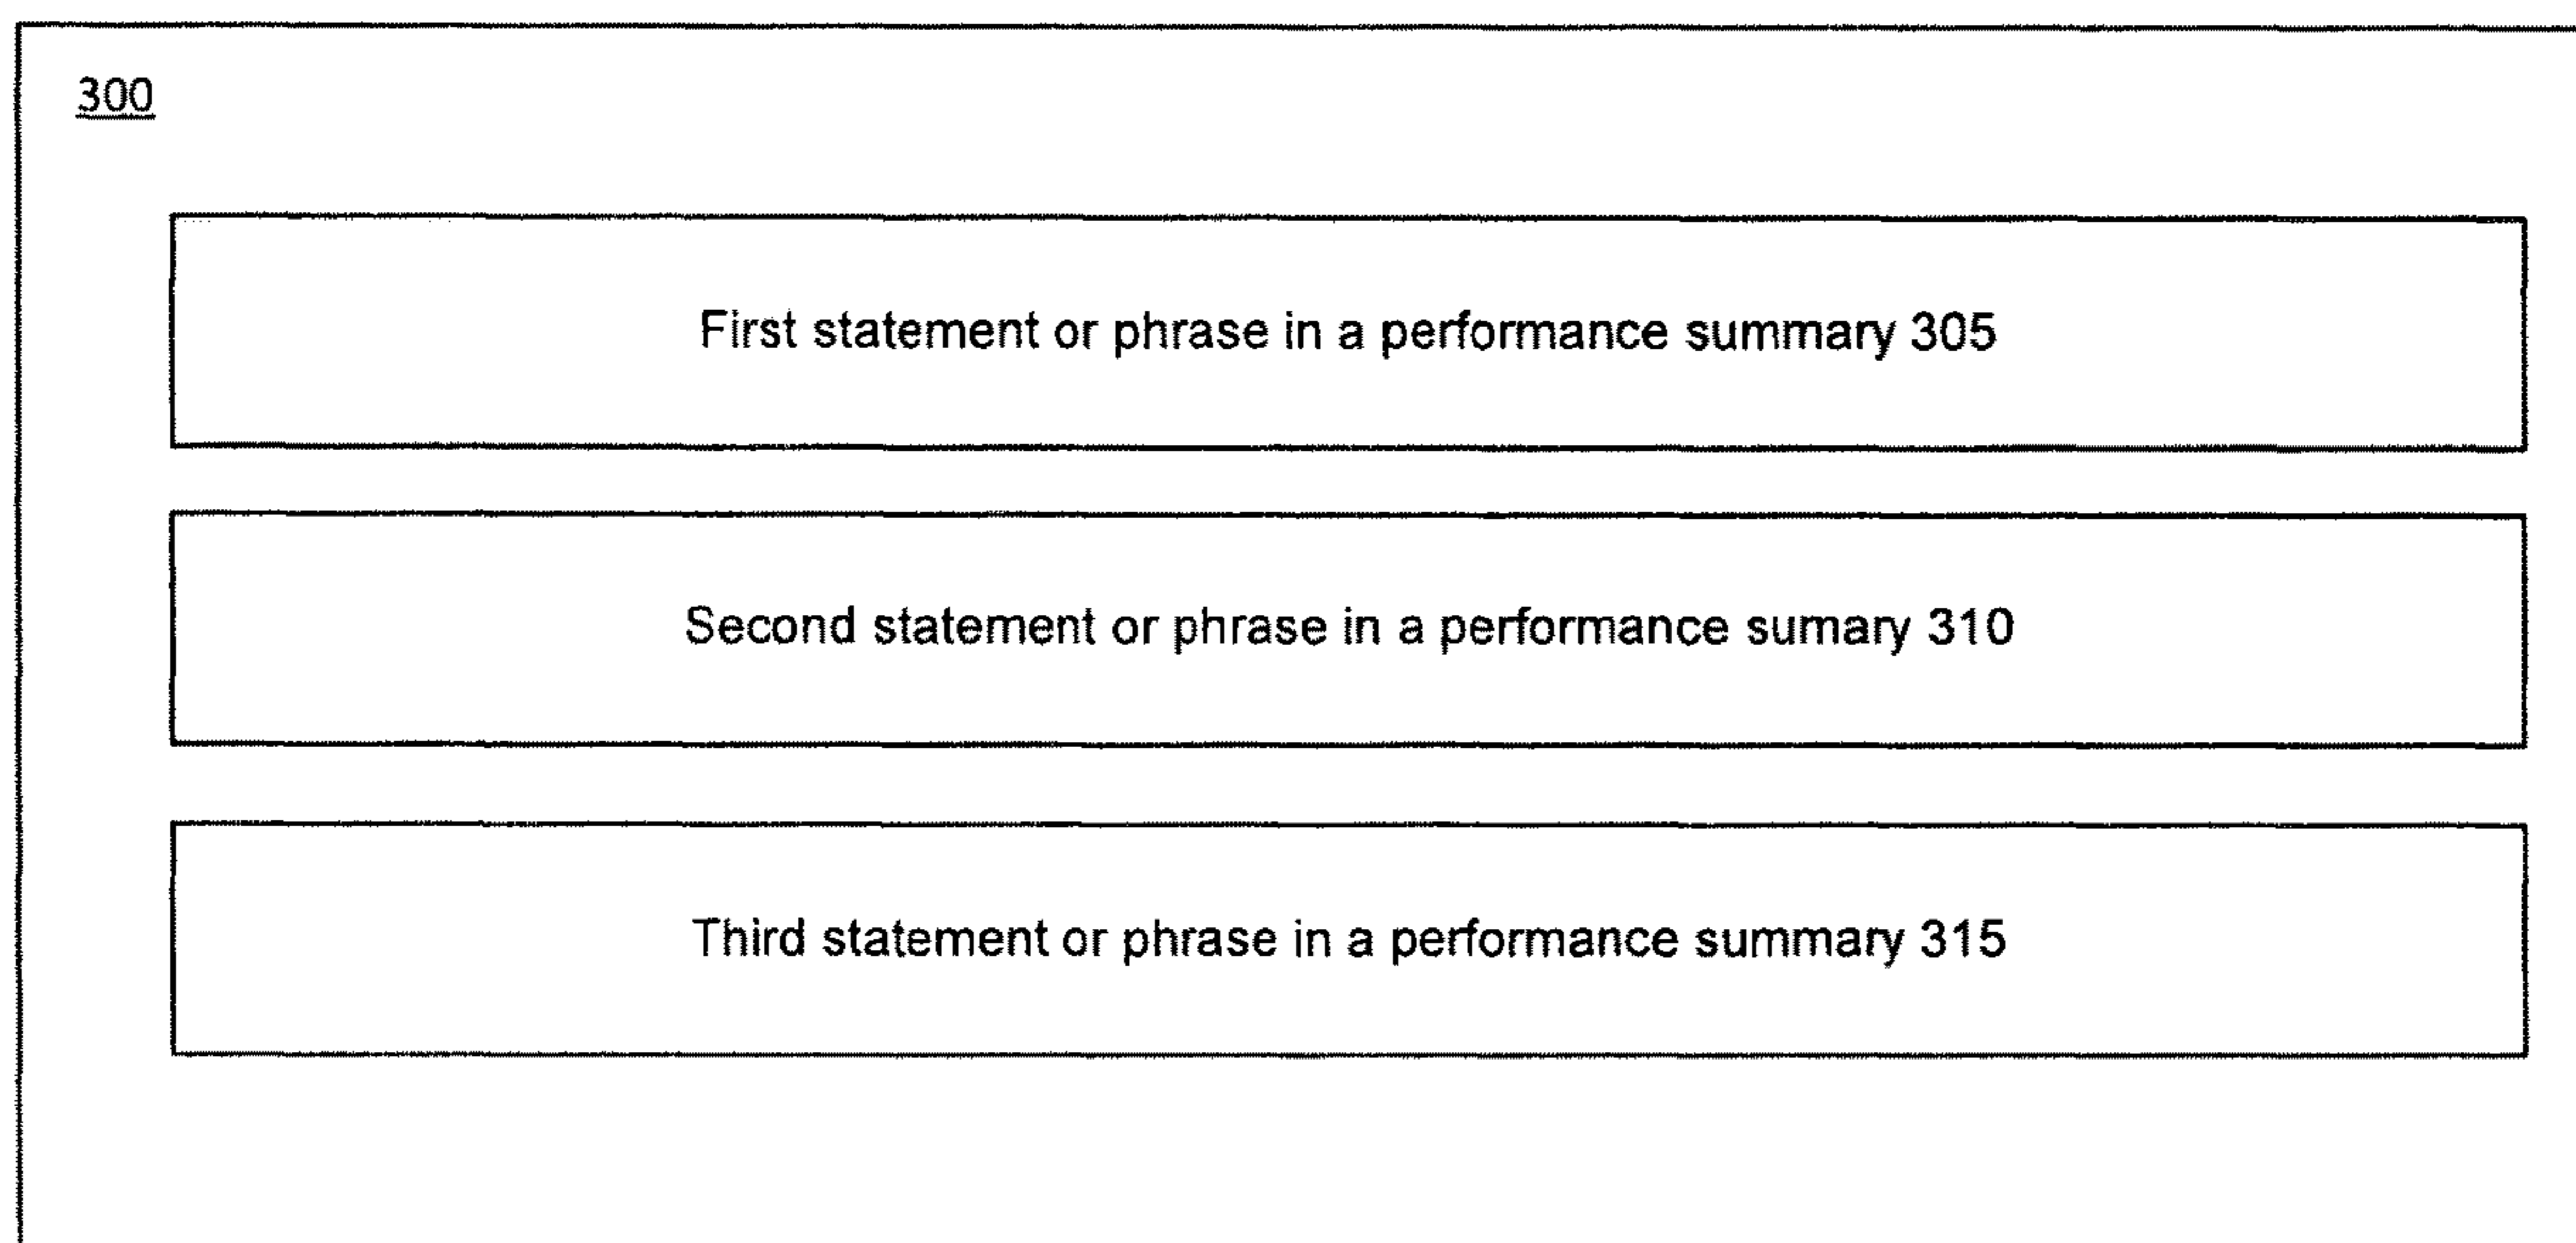 300
First statement or phrase in a performance summary 305
Second statement or phrase in a performance sumary 310
Third statement or phrase in a performance summary 315